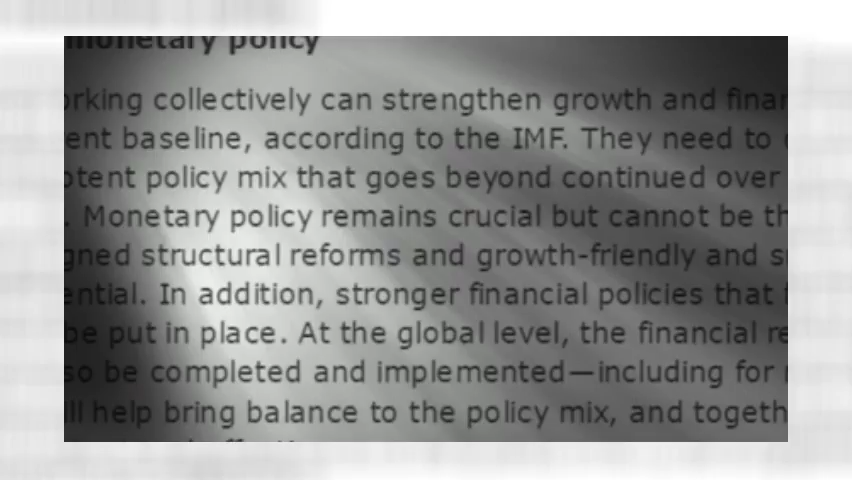 monetary policy
orking collectively can strengthen growth and finan
ent baseline, according to the IMF. They need to
otent policy mix that goes beyond continued over
. Monetary policy remains crucial but cannot be th
gned structural reforms and growth-friendly and s
ential. In addition, stronger financial policies that
be put in place. At the global level, the financial re
so be completed and implemented—including for
ill help bring balance to the policy mix, and togeth